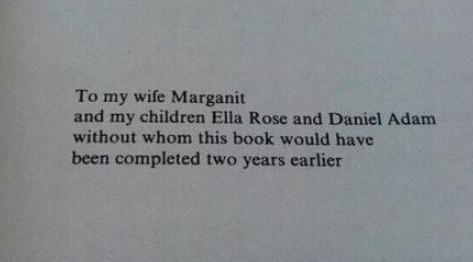 To my wife Marganit
and my children Ella Rose and Daniel Adam
without whom this book would have
been completed two years earlier